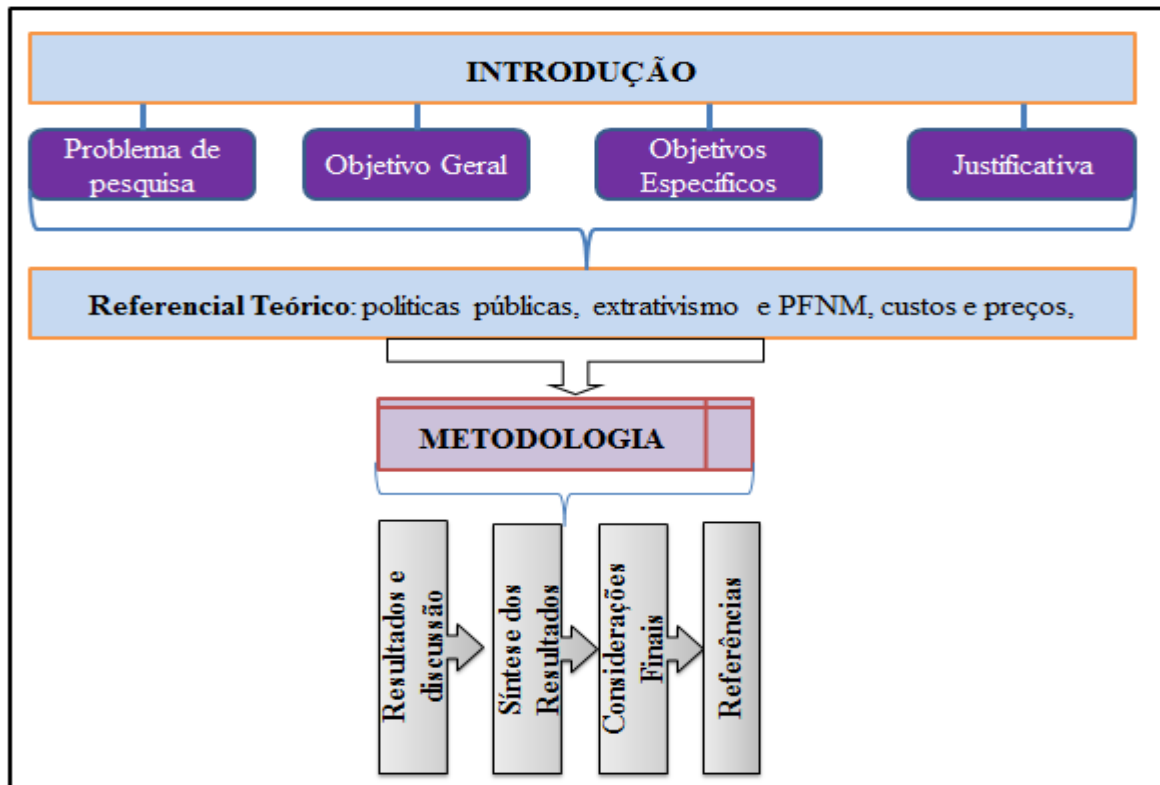 INTRODUÇÃO
Problema de
pesquisa
Objetivo Geral
Objetivos
Específicos
Justificativa
Referencial Teórico: políticas públicas, extrativismo e PFNM, custos e preços,
METODOLOGIA
Resultados e
discussão
Síntese dos
Resultados
Considerações
Finais
Referências